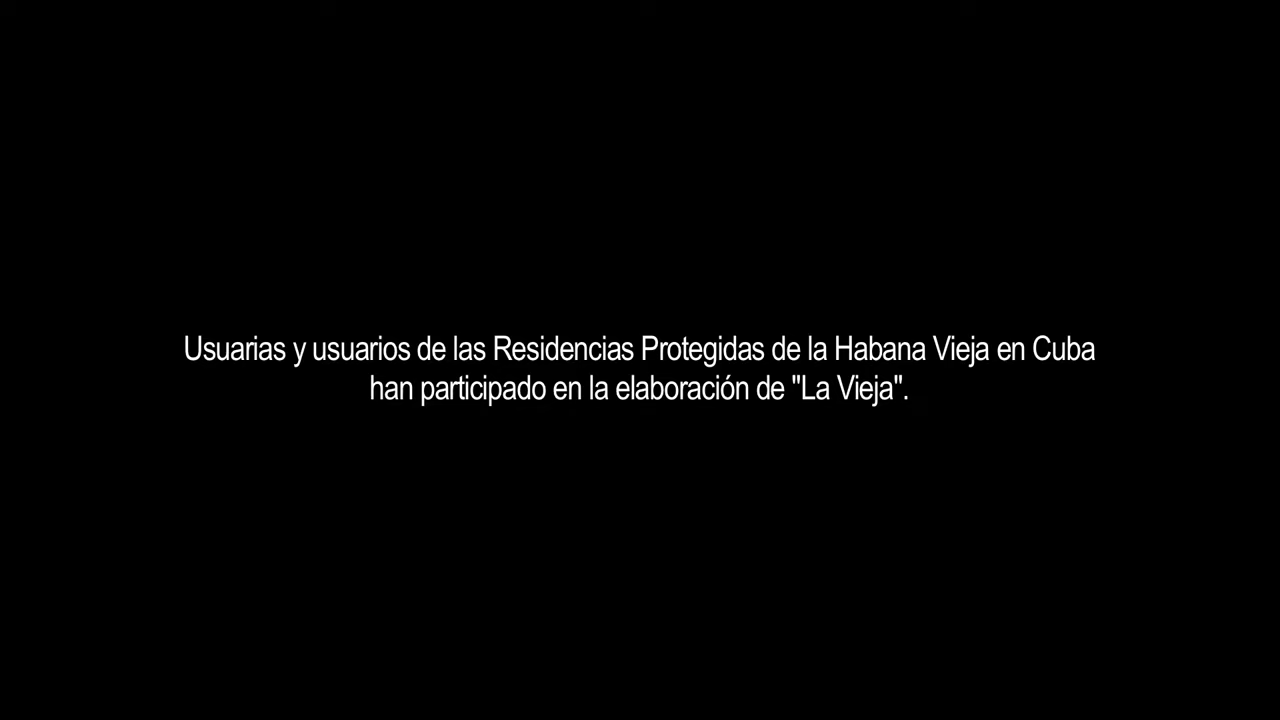 Usuarias y usuarios de las Residencias Protegidas de la Habana Vieja en Cuba
han participado en la elaboración de "La Vieja".